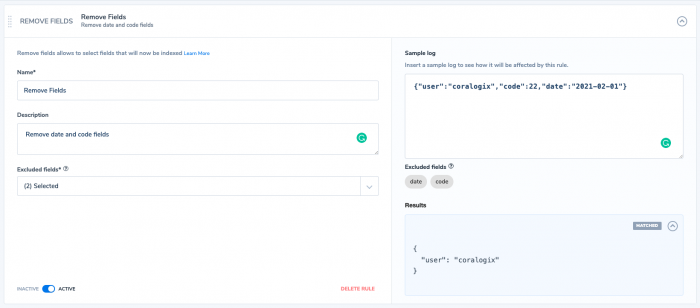 REMOVE FIELDS
Remove Fields
Remove date and code fields
Remove fields allows to select fields that will now be indexed Learn More
Name*
Remove Fields
Description
Remove date and code fields
Excluded fields*
(2) Selected
INACTIVE ACTIVE
DELETE RULE
Sample log
Insert a sample log to see how it will be affected by this rule.
{"user":"coralogix","code":22,"date":"2021-02-01"}
Excluded fields
date code
Results
MATCHED
{
"user": "coralogix"
}